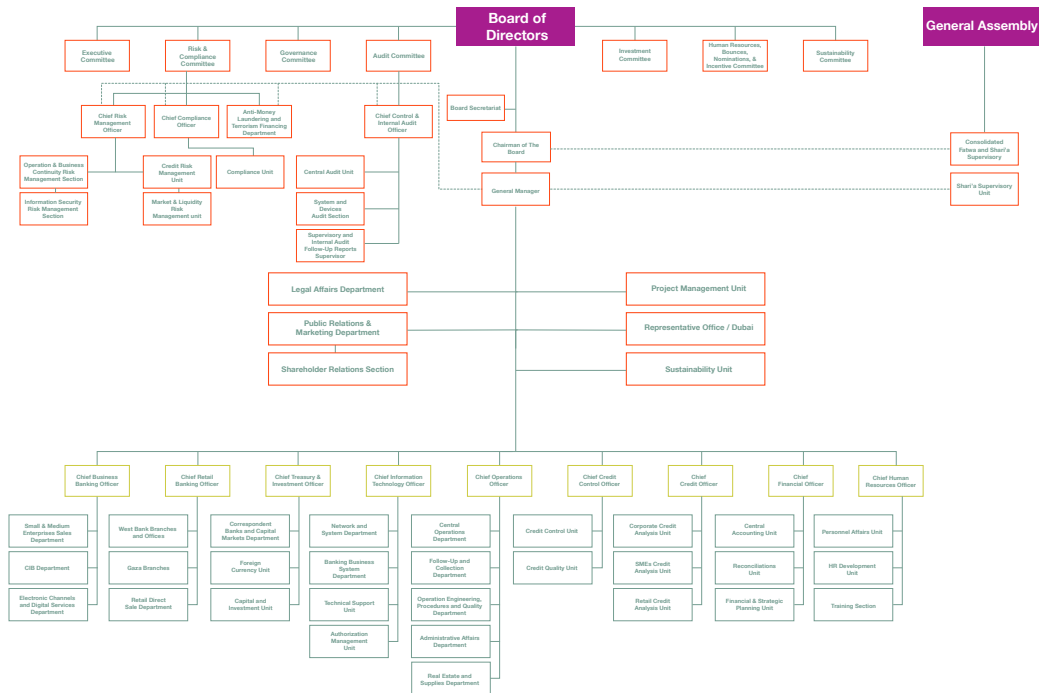 Board of
Directors
General Assembly
Executive
Committee
Risk &
Compliance
Committee
Governance
Committee
Audit Committee
Investment
Committee
Human Resources,
Bounces,
Nominations, &
Incentive Committee
Sustainability
Committee
Board Secretariat
Chief Risk
Management
Officer
Chief Compliance
Officer
Anti-Money
Laundering and
Terrorism Financing
Department
Chief Control &
Internal Audit
Officer
Chairman of The
Board
Consolidated
Fatwa and Shari'a
Supervisory
Operation & Business
Continuity Risk
Management Section
Credit Risk
Management
Unit
Compliance Unit
Central Audit Unit
General Manager
Shari'a Supervisory
Unit
Information Security
Risk Management
Section
Market & Liquidity
Risk
Management unit
System and
Devices
Audit Section
Supervisory and
Internal Audit
Follow-Up Reports
Supervisor
Legal Affairs Department
Project Management Unit
Public Relations &
Marketing Department
Representative Office / Dubai
Shareholder Relations Section
Sustainability Unit
Chief Business
Banking Officer
Chief Retail
Banking Officer
Chief Treasury &
Investment Officer
Chief Information
Technology Officer
Chief Operations
Officer
Chief Credit
Control Officer
Chief
Credit Officer
Chief
Financial Officer
Chief Human
Resources Officer
Small & Medium
Enterprises Sales
Department
West Bank Branches
and Offices
Correspondent
Banks and Capital
Markets Department
Network and
System Department
Central
Operations
Department
Credit Control Unit
Corporate Credit
Analysis Unit
Central
Accounting Unit
Personnel Affairs Unit
CIB Department
Gaza Branches
Foreign
Currency Unit
Banking Business
System
Department
Follow-Up and
Collection
Department
Credit Quality Unit
SMEs Credit
Analysis Unit
Reconciliations
Unit
HR Development
Unit
Electronic Channels
and Digital Services
Department
Retail Direct
Sale Department
Capital and
Investment Unit
Technical Support
Unit
Operation Engineering,
Procedures and Quality
Department
Retail Credit
Analysis Unit
Financial & Strategic
Planning Unit
Training Section
Authorization
Management
Unit
Administrative Affairs
Department
Real Estate and
Supplies Department